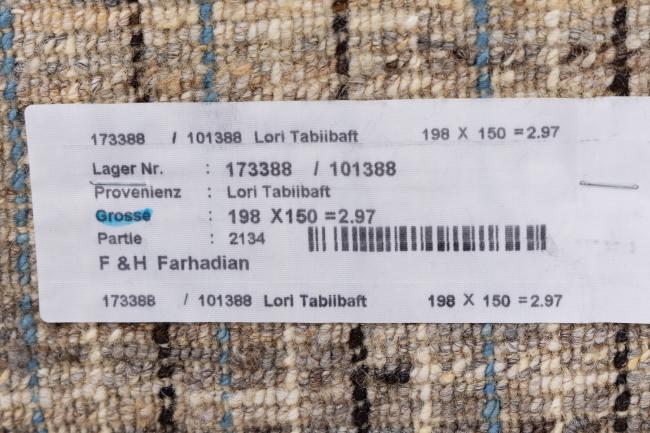 173388 / 101388 Lori Tabiibaft 198 X 150 =2.97
Lager Nr. : 173388 / 101388
Provenienz : Lori Tabiibaft
Grosse : 198 X150 =2.97
Partie : 2134
F &H Farhadian
173388 / 101388 Lori Tabiibaft 198 X 150 =2.97